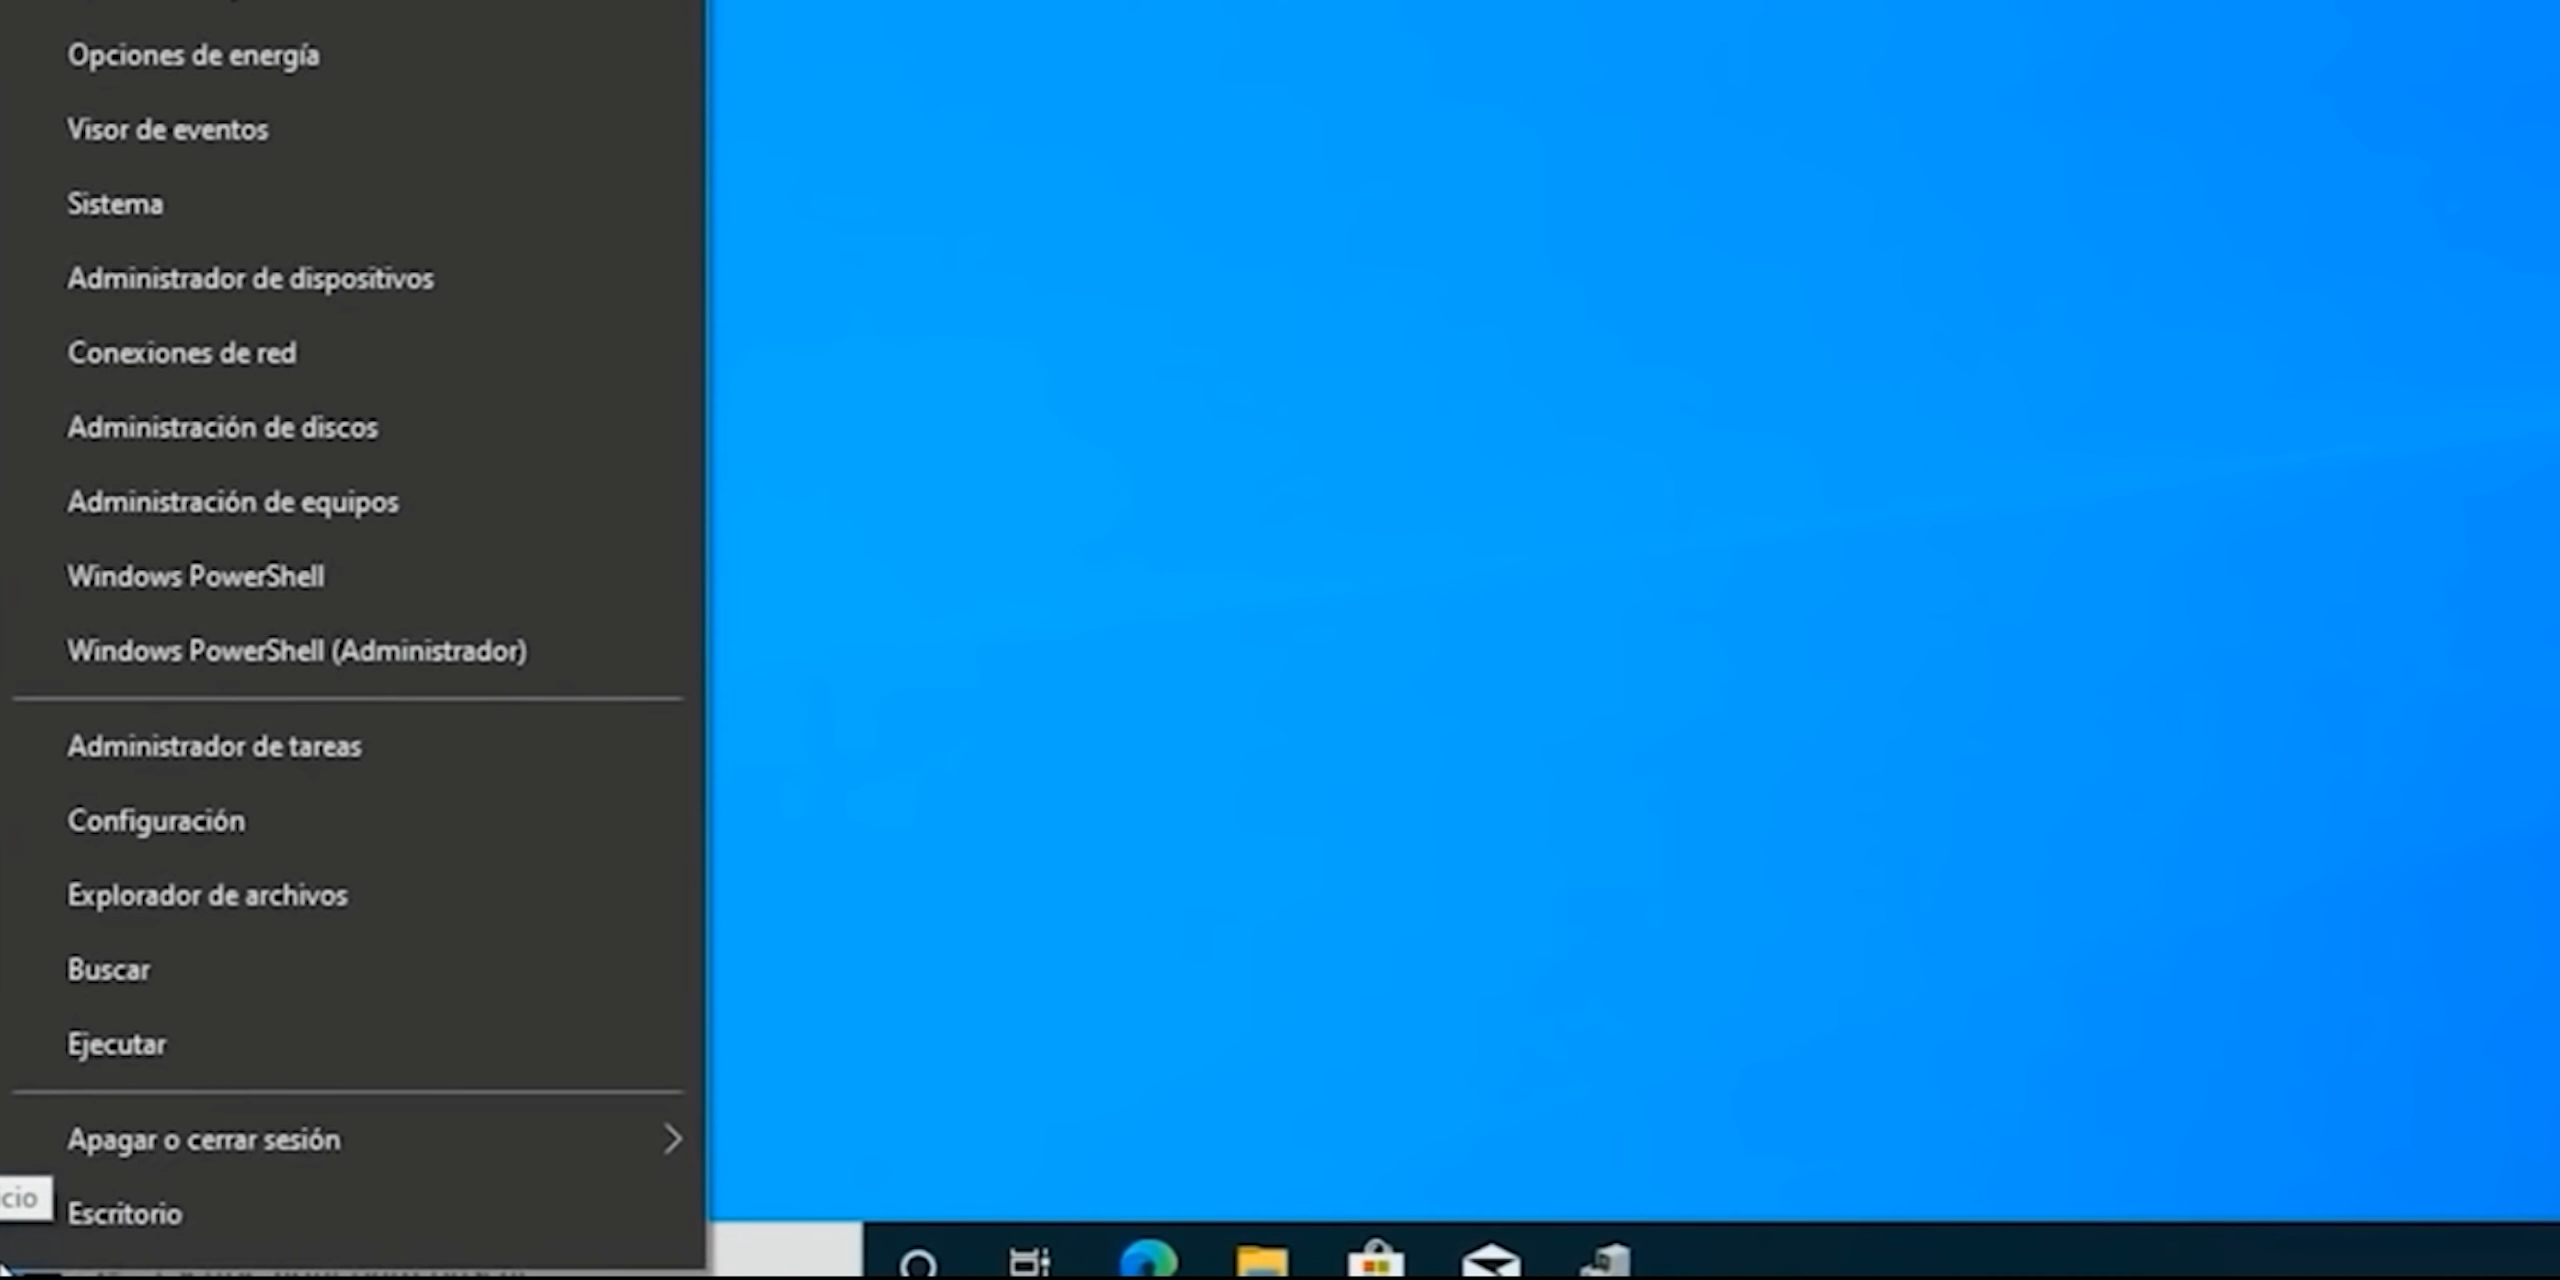 Opciones de energía
Visor de eventos
Sistema
Administrador de dispositivos
Conexiones de red
Administración de discos
Administración de equipos
Windows PowerShell
Windows PowerShell (Administrador)
Administrador de tareas
Configuración
Explorador de archivos
Buscar
Ejecutar
Apagar o cerrar sesión
cio
Escritorio